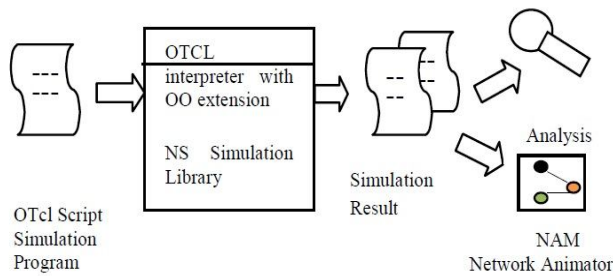 OTCL
interpreter with
OO extension
NS Simulation
Library
OTcl Script
Simulation
Program
Simulation
Result
Analysis
NAM
Network Animator